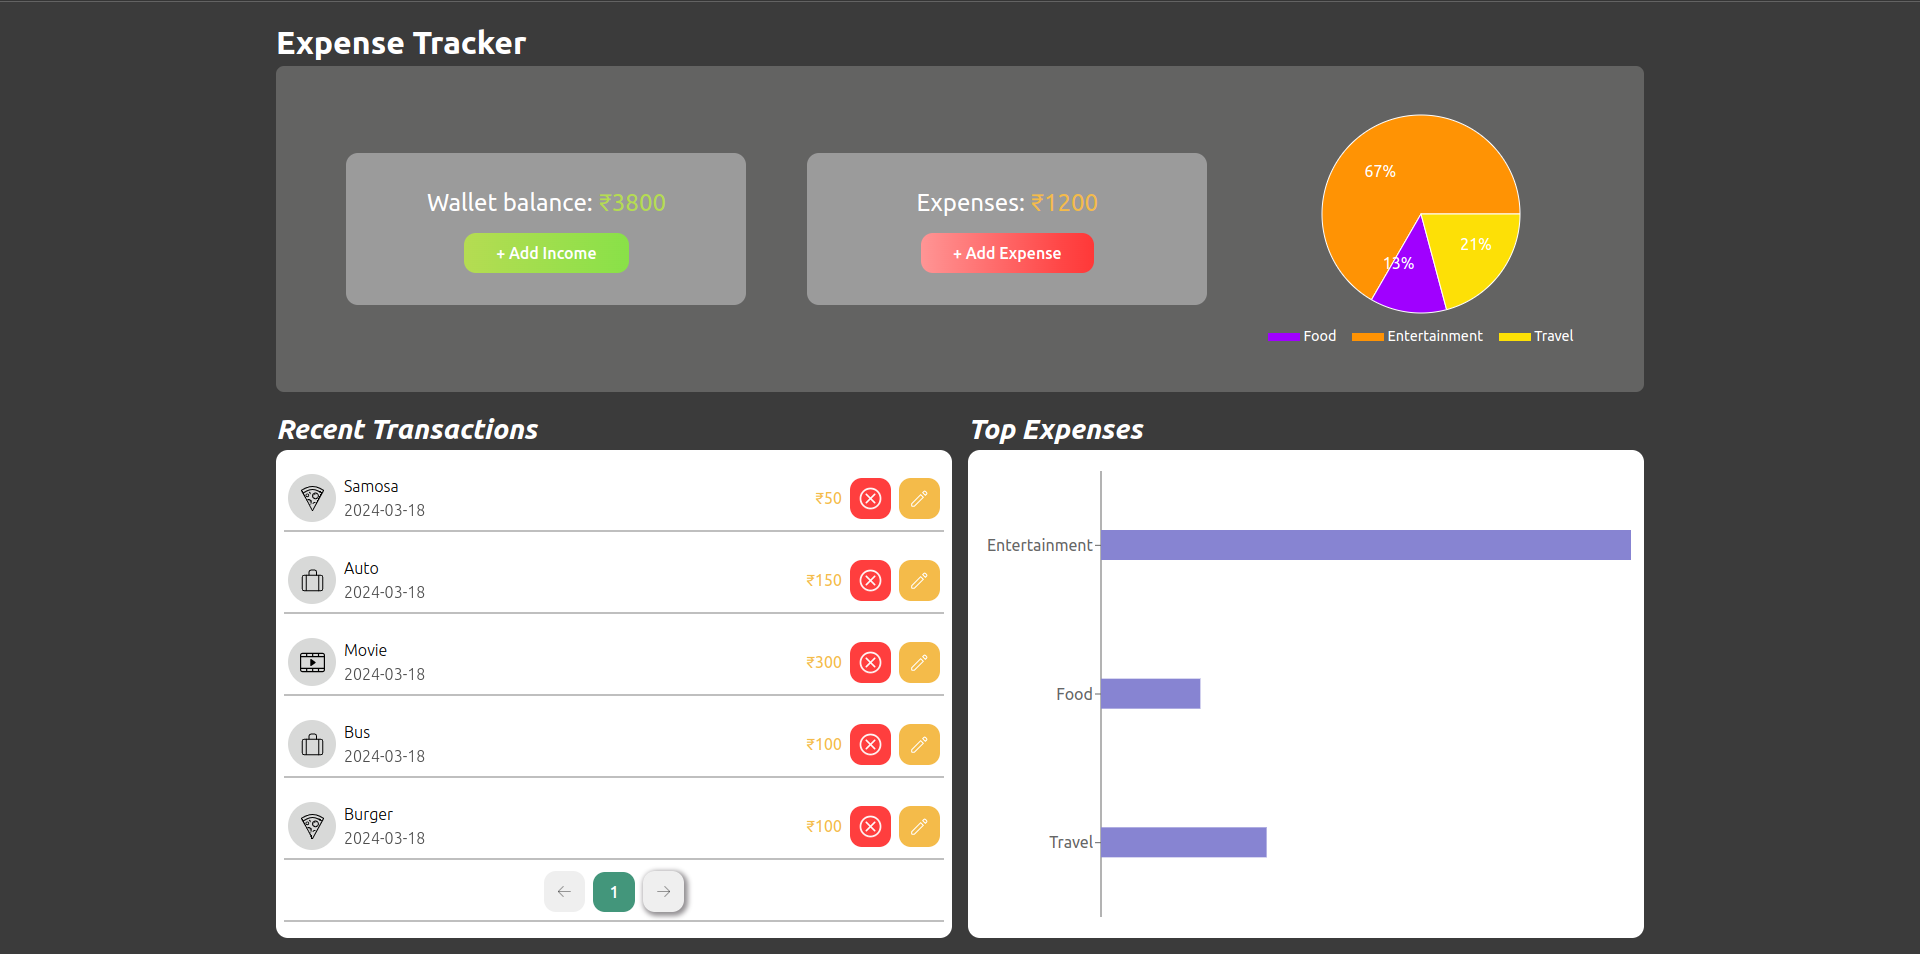 Expense Tracker
Wallet balance: ₹3800
+ Add Income
Expenses: ₹1200
+ Add Expense
67%
21%
13%
Food Entertainment Travel
Recent Transactions
Samosa
2024-03-18
₹50
Auto
2024-03-18
₹150
Movie
2024-03-18
₹300
Bus
2024-03-18
₹100
Burger
2024-03-18
₹100
1
Top Expenses
Entertainment
Food
Travel